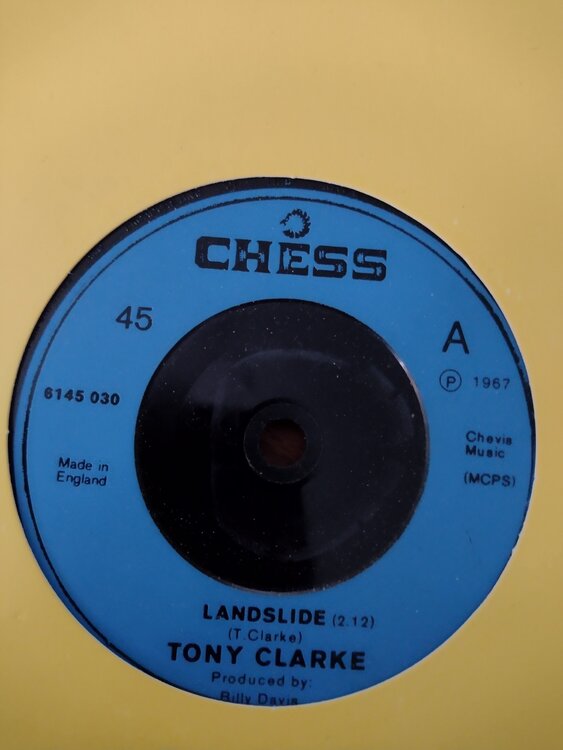 CHESS
45
A
℗ 1967
6145 030
Chevis
Music
(MCPS)
Made in
England
LANDSLIDE (2.12)
(T.Clarke)
TONY CLARKE
Produced by:
Billy Davis